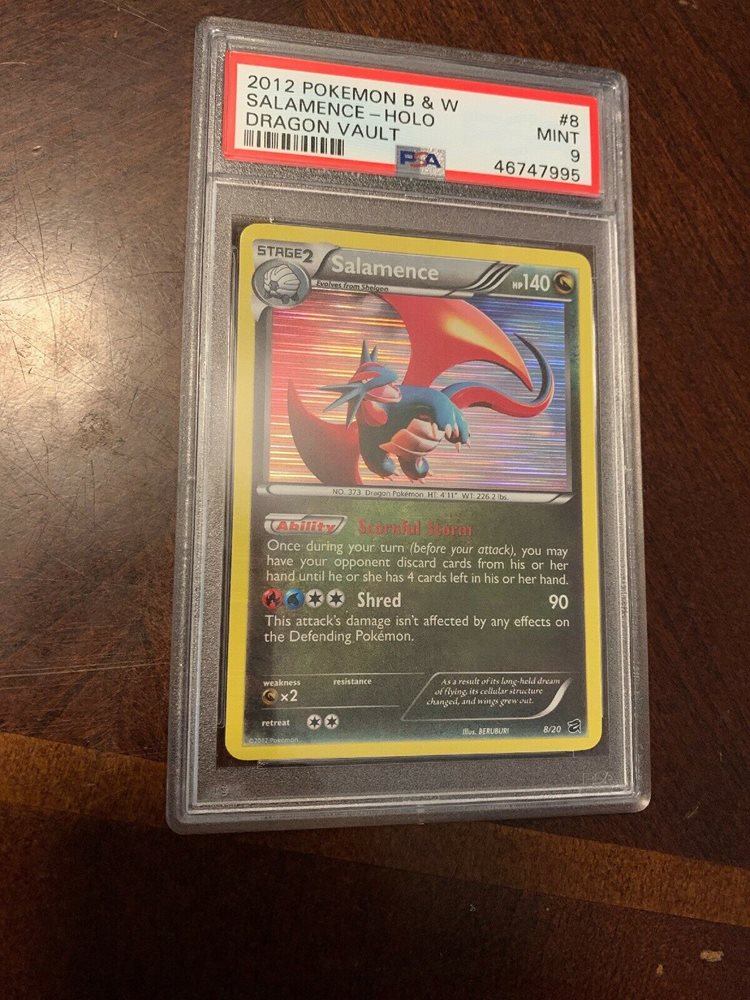 2012 POKEMON B & W #8
SALAMENCE - HOLO MINT
DRAGON VAULT 9
PSA 46747995
STAGE2 Salamence HP140
Evolves from Shelgon
NO. 373 Dragon Pokémon HT: 4'11" WT: 226.2 lbs.
Ability Scornful Storm
Once during your turn (before your attack), you may
have your opponent discard cards from his or her
hand until he or she has 4 cards left in his or her hand.
Shred 90
This attack's damage isn't affected by any effects on
the Defending Pokémon.
weakness resistance
×2
retreat
As a result of its long-held dream
of flying, its cellular structure
changed, and wings grew out.
©2012 Pokémon Illus. BERUBURI 8/20